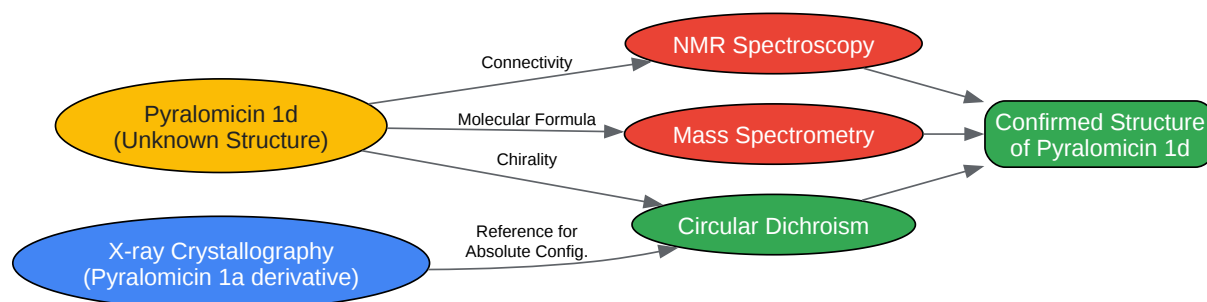 NMR Spectroscopy
Connectivity
Pyralomicin 1d
(Unknown Structure)
Molecular Formula
Mass Spectrometry
Confirmed Structure
of Pyralomicin 1d
Chirality
Circular Dichroism
X-ray Crystallography
(Pyralomicin 1a derivative)
Reference for
Absolute Config.